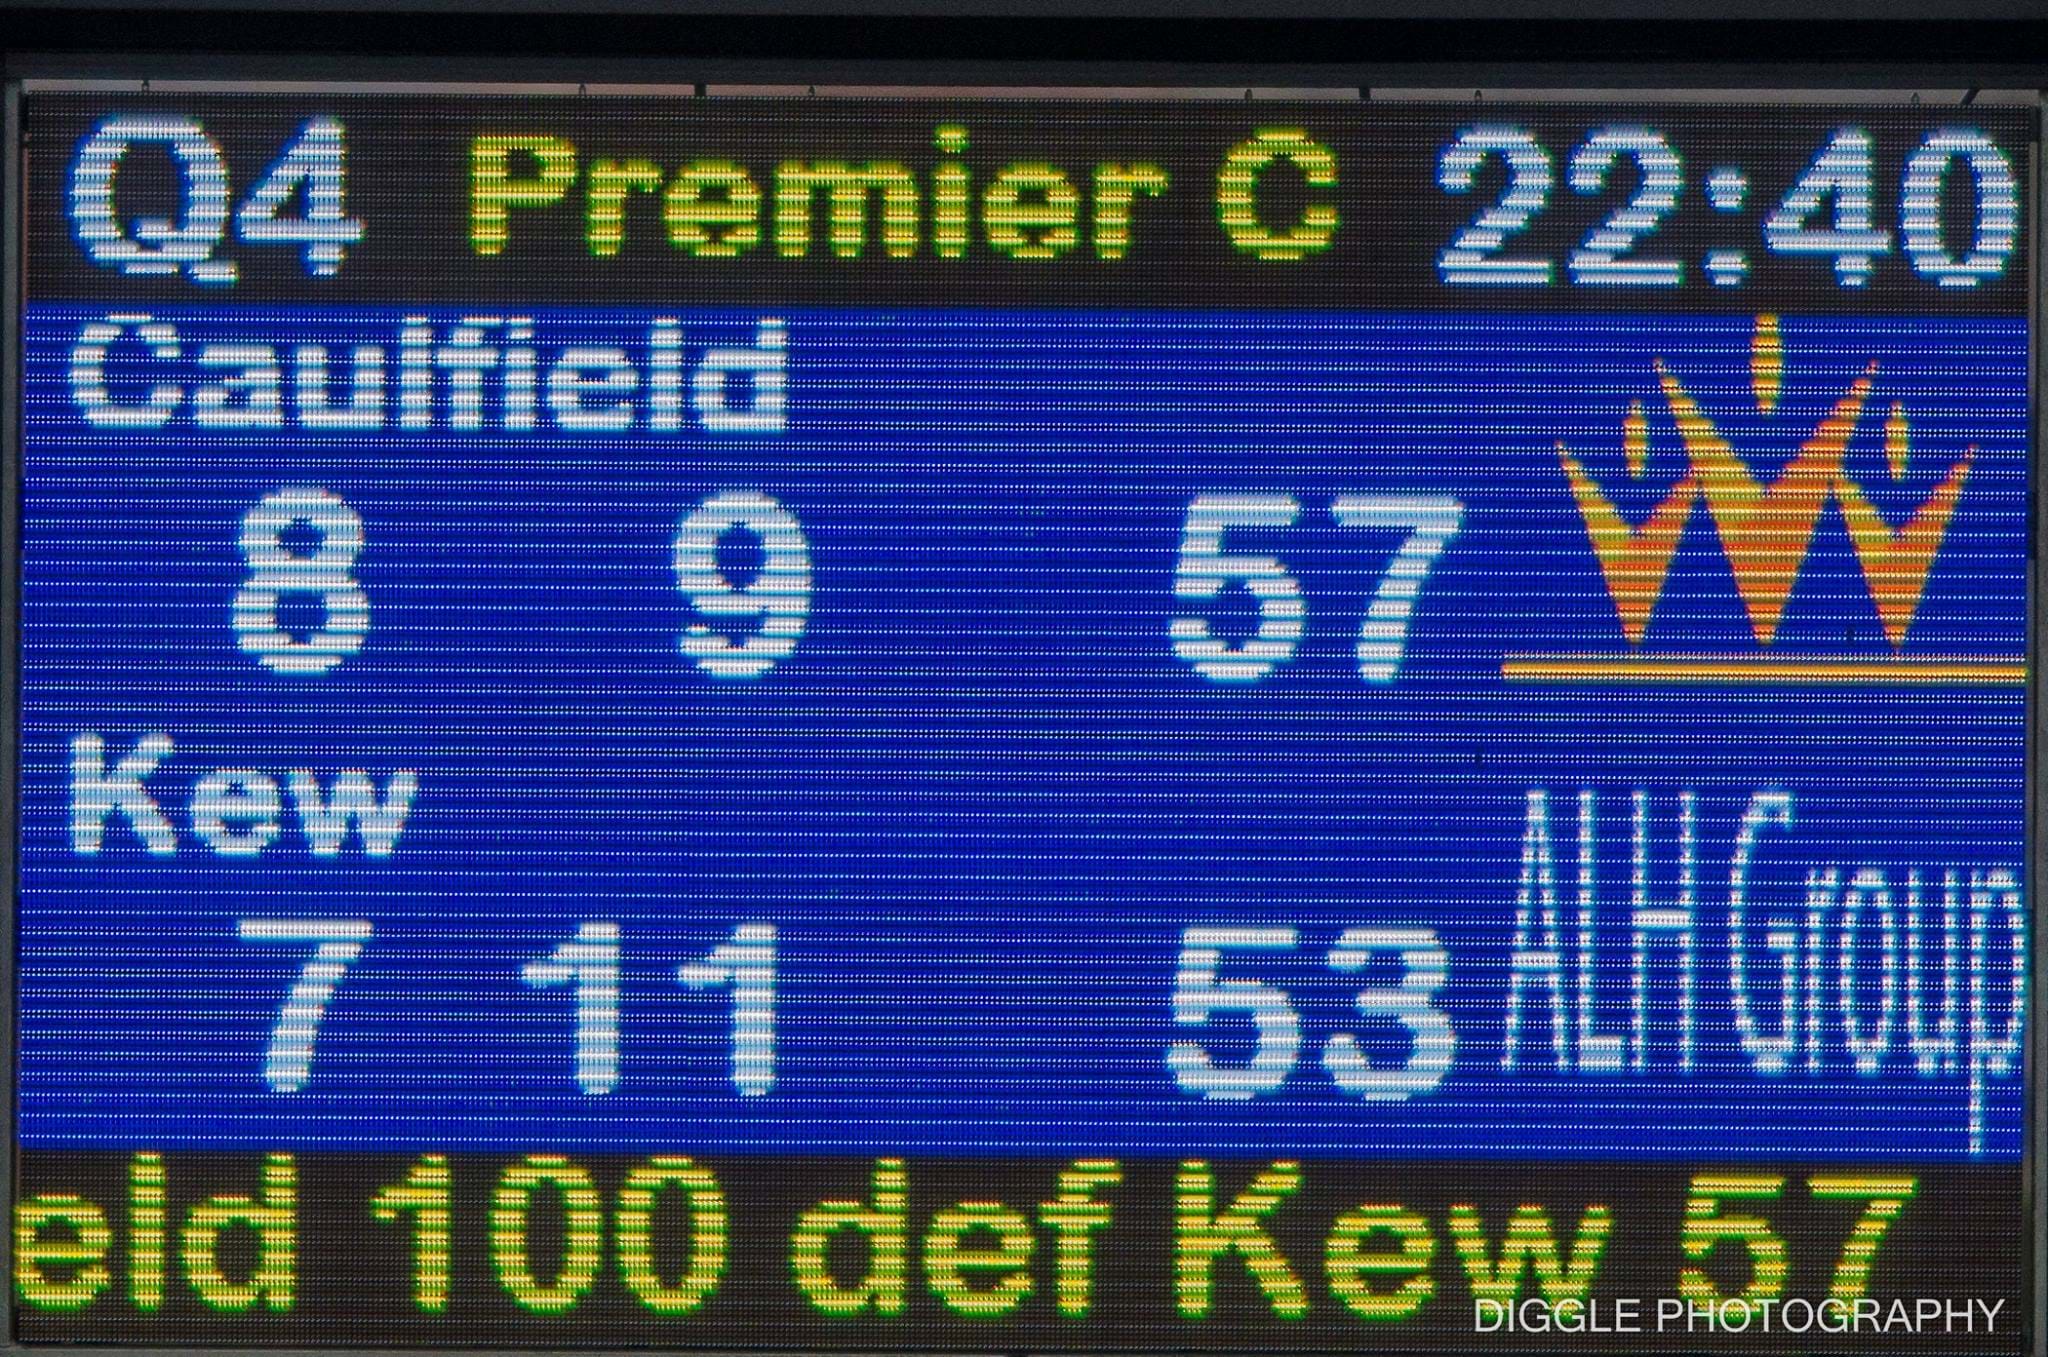 Q4 Premier C 22:40
Caulfield
8 9 57
Kew
7 11 53
ALH Group
eld 100 def Kew 57
DIGGLE PHOTOGRAPHY